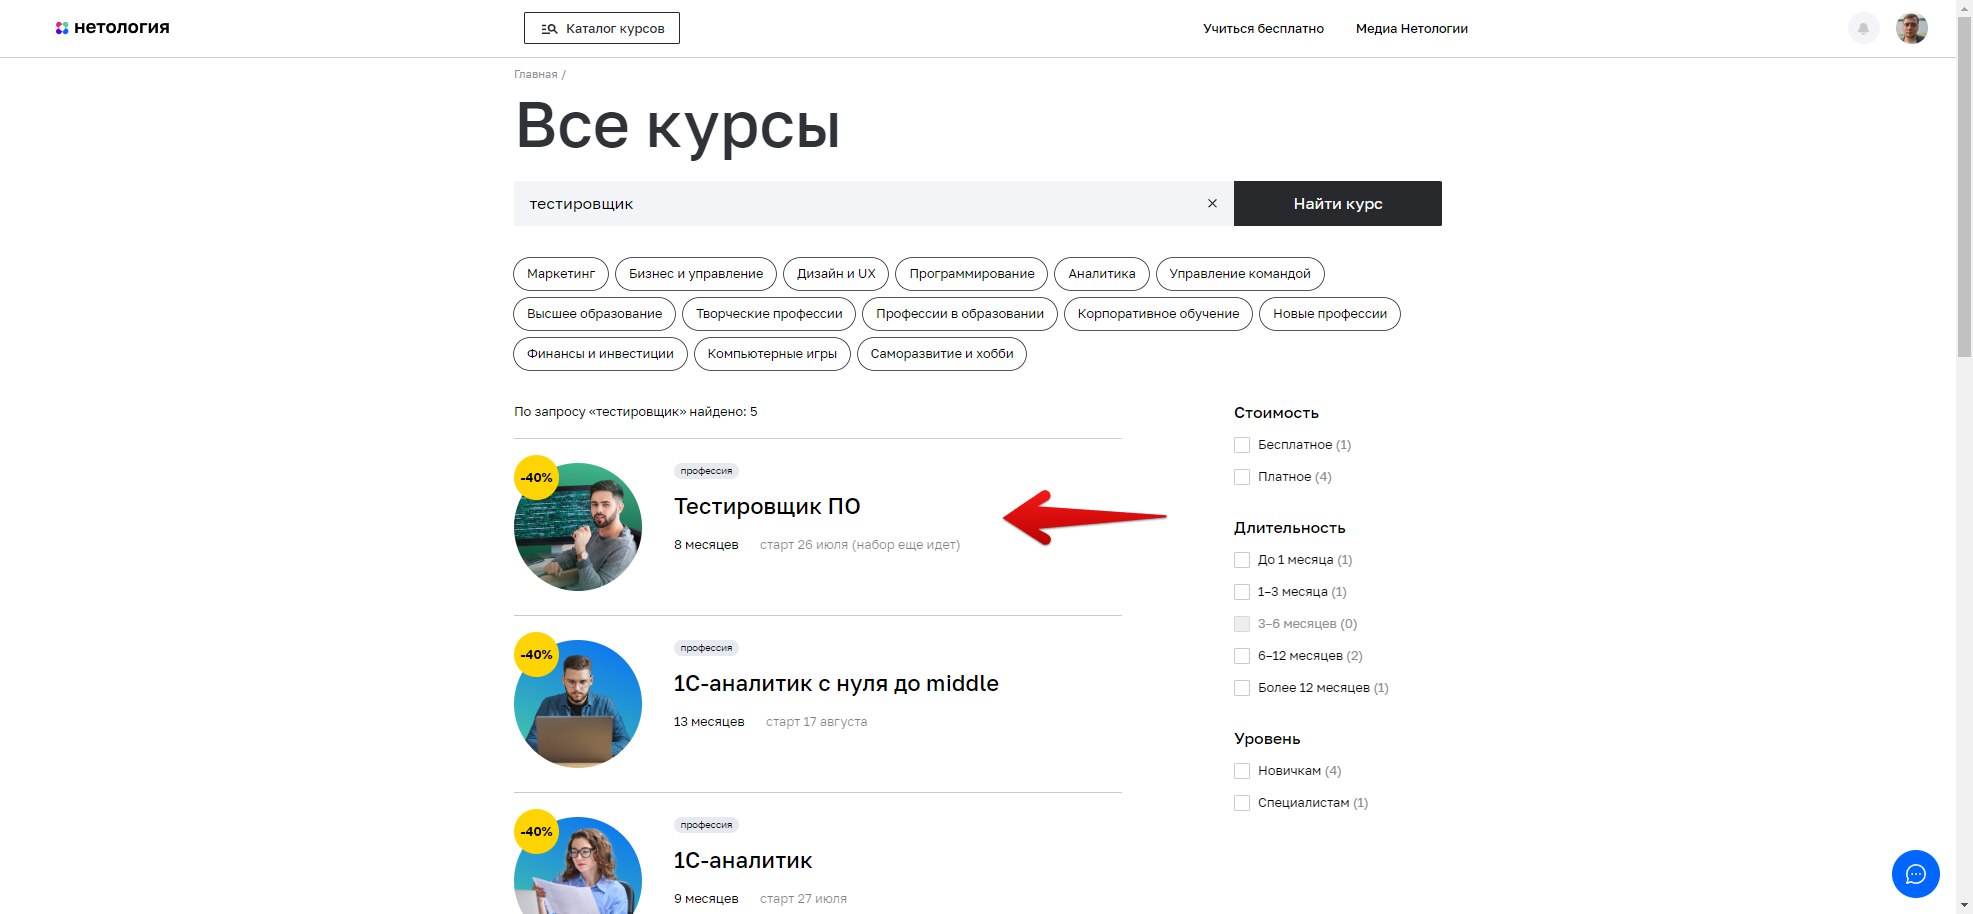 нетология
Каталог курсов
Учиться бесплатно
Медиа Нетологии
Главная /
Все курсы
тестировщик
Найти курс
Маркетинг
Бизнес и управление
Дизайн и UX
Программирование
Аналитика
Управление командой
Высшее образование
Творческие профессии
Профессии в образовании
Корпоративное обучение
Новые профессии
Финансы и инвестиции
Компьютерные игры
Саморазвитие и хобби
По запросу «тестировщик» найдено: 5
-40%
профессия
Тестировщик ПО
8 месяцев
старт 26 июля (набор еще идет)
-40%
профессия
1С-аналитик с нуля до middle
13 месяцев
старт 17 августа
-40%
профессия
1С-аналитик
9 месяцев
старт 27 июля
Стоимость
Бесплатное (1)
Платное (4)
Длительность
До 1 месяца (1)
1–3 месяца (1)
3–6 месяцев (0)
6–12 месяцев (2)
Более 12 месяцев (1)
Уровень
Новичкам (4)
Специалистам (1)